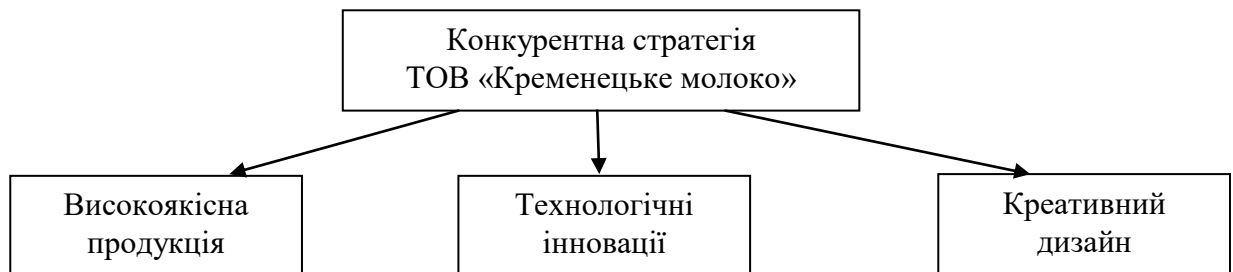 Конкурентна стратегія
ТОВ «Кременецьке молоко»
Високоякісна
продукція
Технологічні
інновації
Креативний
дизайн